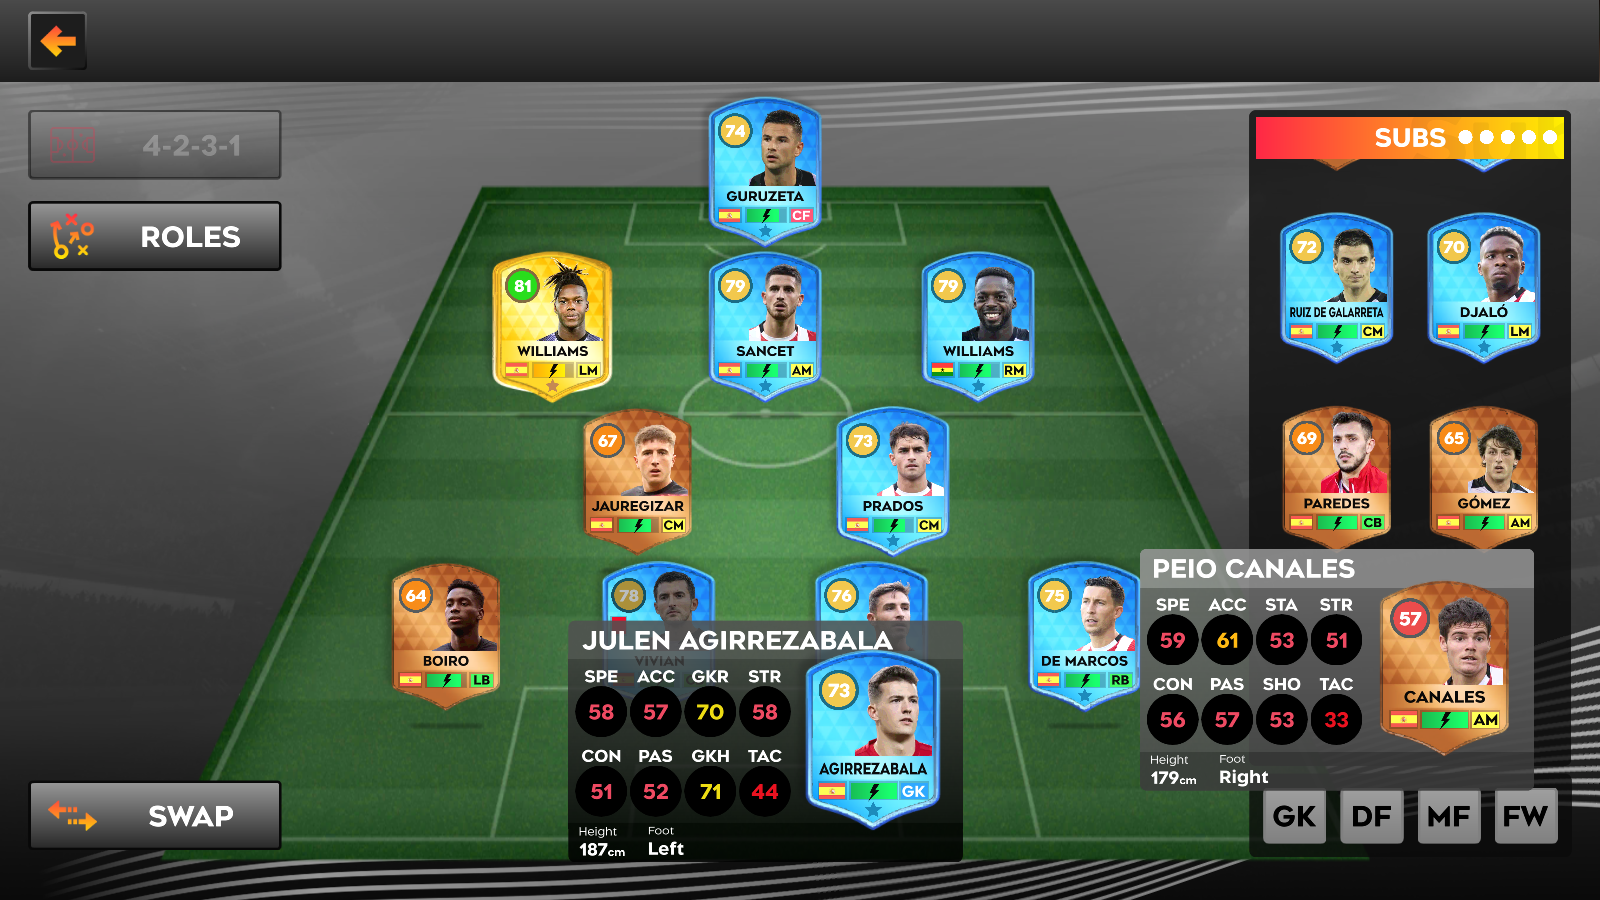 SUBS
4-2-3-1
ROLES
74
GURUZETA
CF
81
WILLIAMS
LM
79
SANCET
AM
79
WILLIAMS
RM
72
RUIZ DE GALARRETA
CM
70
DJALÓ
LM
67
JAUREGIZAR
CM
73
PRADOS
CM
69
PAREDES
CB
65
GÓMEZ
AM
64
BOIRO
LB
78
VIVIAN
76
75
DE MARCOS
RB
PEIO CANALES
SPE ACC STA STR
59 61 53 51
CON PAS SHO TAC
56 57 53 33
Height Foot
179cm Right
57
CANALES
AM
JULEN AGIRREZABALA
SPE ACC GKR STR
58 57 70 58
CON PAS GKH TAC
51 52 71 44
Height Foot
187cm Left
73
AGIRREZABALA
GK
SWAP
GK DF MF FW